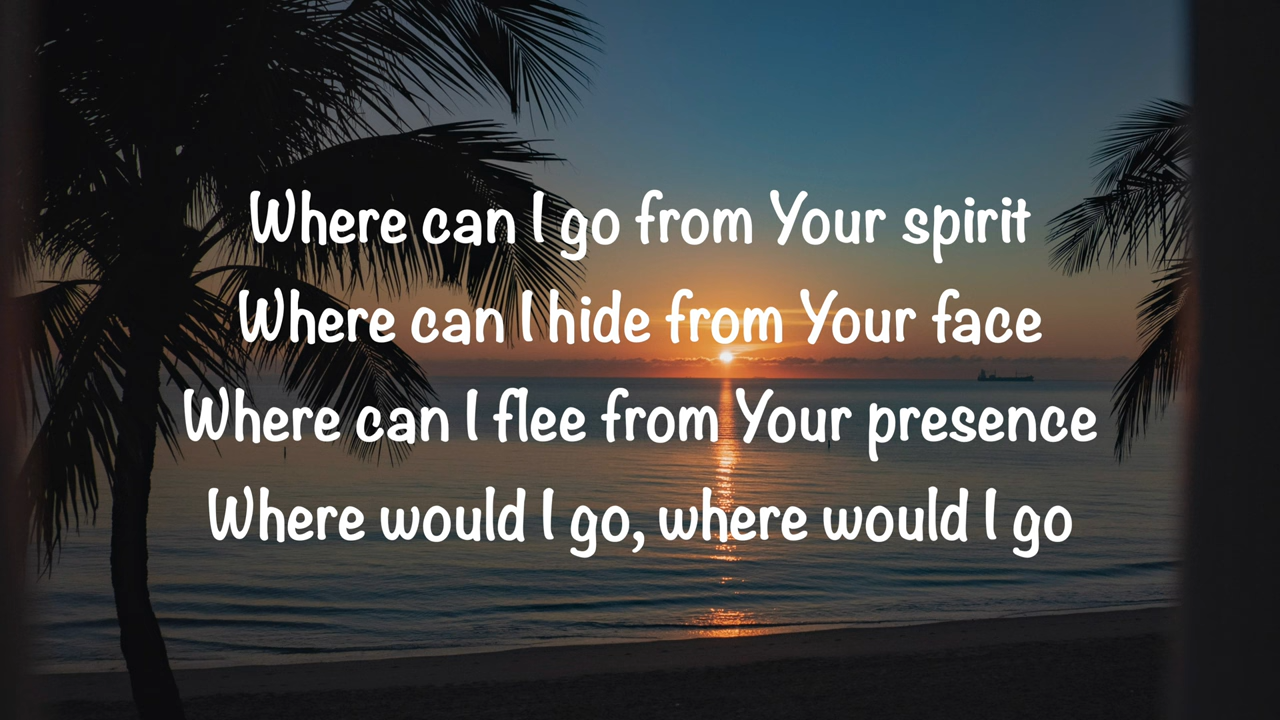 Where can I go from Your spirit
Where can I hide from Your face
Where can I flee from Your presence
Where would I go, where would I go